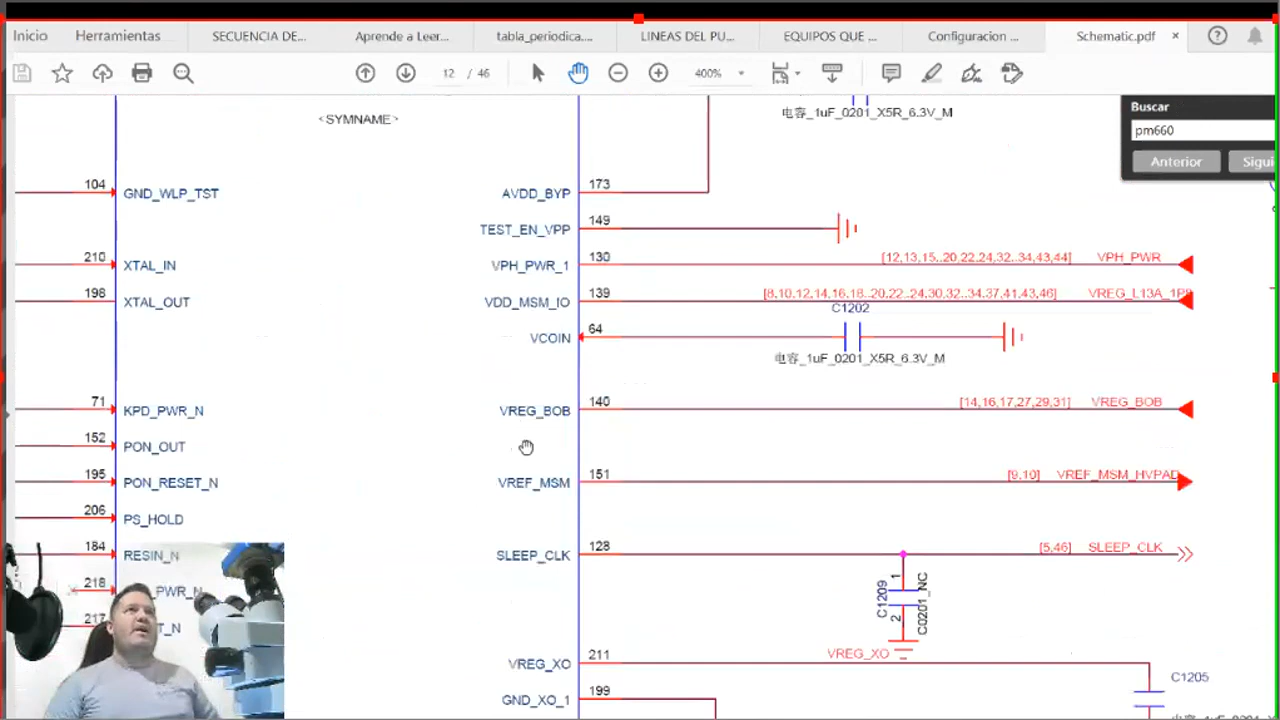 Inicio Herramientas SECUENCIA DE... Aprende a Leer... tabla_periodica.... LINEAS DEL PU... EQUIPOS QUE ... Configuracion ... Schematic.pdf ×
12 / 46 400%
Buscar
pm660
Anterior Sigui
<SYMNAME>
电容_1uF_0201_X5R_6.3V_M
104 GND_WLP_TST AVDD_BYP 173
TEST_EN_VPP 149
210 XTAL_IN VPH_PWR_1 130 [12,13,15..20,22..24,32..34,43,44] VPH_PWR
198 XTAL_OUT VDD_MSM_IO 139 [8,10,12,14,16,18..20,22..24,30,32..34,37,41,43,46]
C1202
VCOIN 64
电容_1uF_0201_X5R_6.3V_M
71 KPD_PWR_N VREG_BOB 140 [14,16,17,27,29,31] VREG_BOB
152 PON_OUT
195 PON_RESET_N VREF_MSM 151 [9,10] VREF_MSM_HVPAD
206 PS_HOLD
184 RESIN_N SLEEP_CLK 128 [5,46] SLEEP_CLK
1
C1209
C0201_NC
2
218 _PWR_N
217 T_N
VREG_XO
VREG_XO 211
C1205
GND_XO_1 199